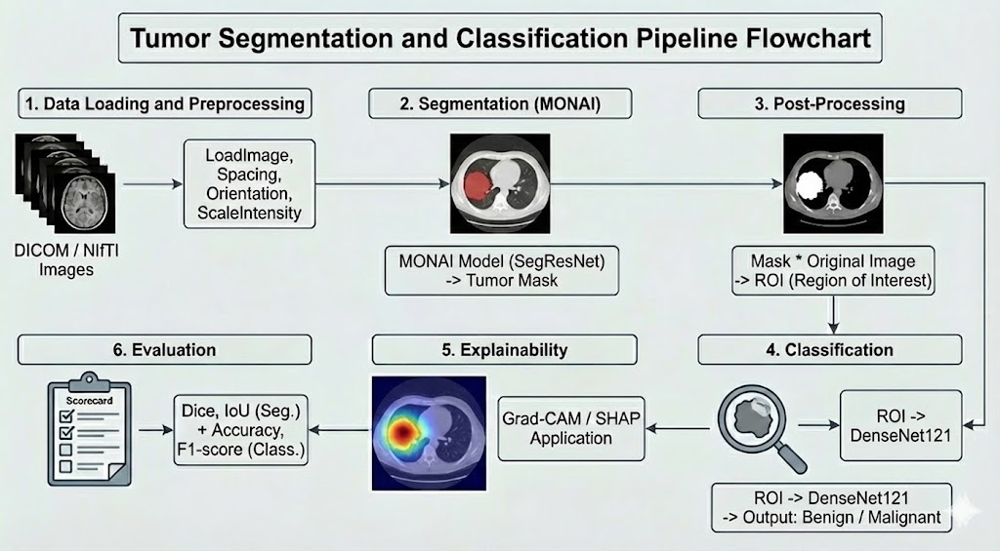 Tumor Segmentation and Classification Pipeline Flowchart
1. Data Loading and Preprocessing
LoadImage,
Spacing,
Orientation,
ScaleIntensity
DICOM / NIfTI
Images
2. Segmentation (MONAI)
MONAI Model (SegResNet)
-> Tumor Mask
3. Post-Processing
Mask * Original Image
-> ROI (Region of Interest)
4. Classification
ROI ->
DenseNet121
ROI -> DenseNet121
-> Output: Benign / Malignant
5. Explainability
Grad-CAM / SHAP
Application
6. Evaluation
Scorecard
Dice, IoU (Seg.)
+ Accuracy,
F1-score (Class.)